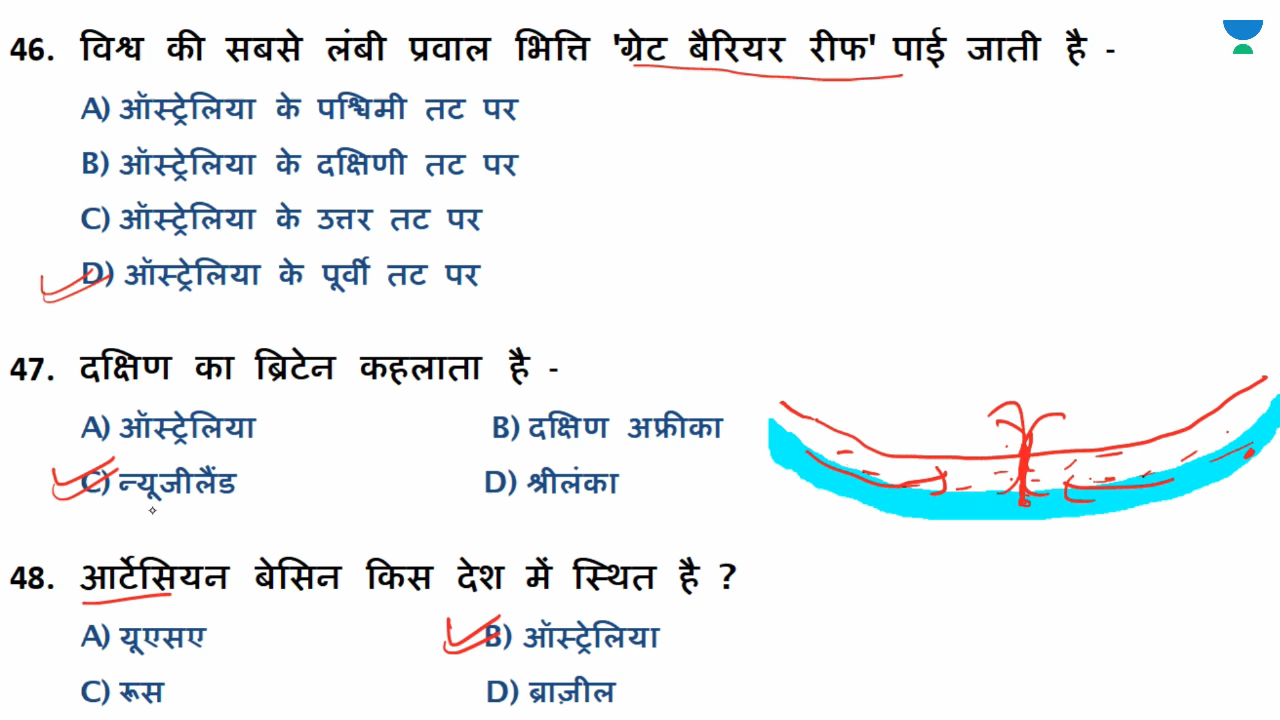 46. विश्व की सबसे लंबी प्रवाल भित्ति 'ग्रेट बैरियर रीफ' पाई जाती है -
A) ऑस्ट्रेलिया के पश्चिमी तट पर
B) ऑस्ट्रेलिया के दक्षिणी तट पर
C) ऑस्ट्रेलिया के उत्तर तट पर
D) ऑस्ट्रेलिया के पूर्वी तट पर
47. दक्षिण का ब्रिटेन कहलाता है -
A) ऑस्ट्रेलिया B) दक्षिण अफ्रीका
C) न्यूजीलैंड D) श्रीलंका
48. आर्टेसियन बेसिन किस देश में स्थित है ?
A) यूएसए B) ऑस्ट्रेलिया
C) रूस D) ब्राज़ील